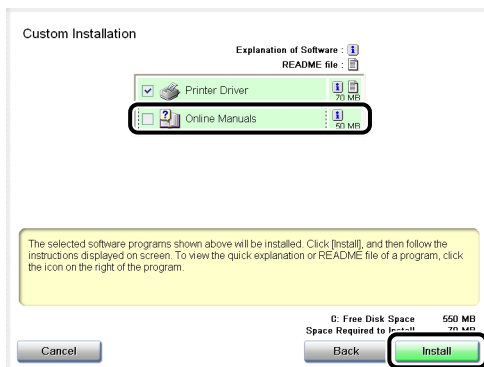 Custom Installation
Explanation of Software : i
README file :
Printer Driver
70 MB
Online Manuals
50 MB
The selected software programs shown above will be installed. Click [Install], and then follow the
instructions displayed on screen. To view the quick explanation or README file of a program, click
the icon on the right of the program.
C: Free Disk Space 550 MB
Space Required to Install 70 MB
Cancel Back Install